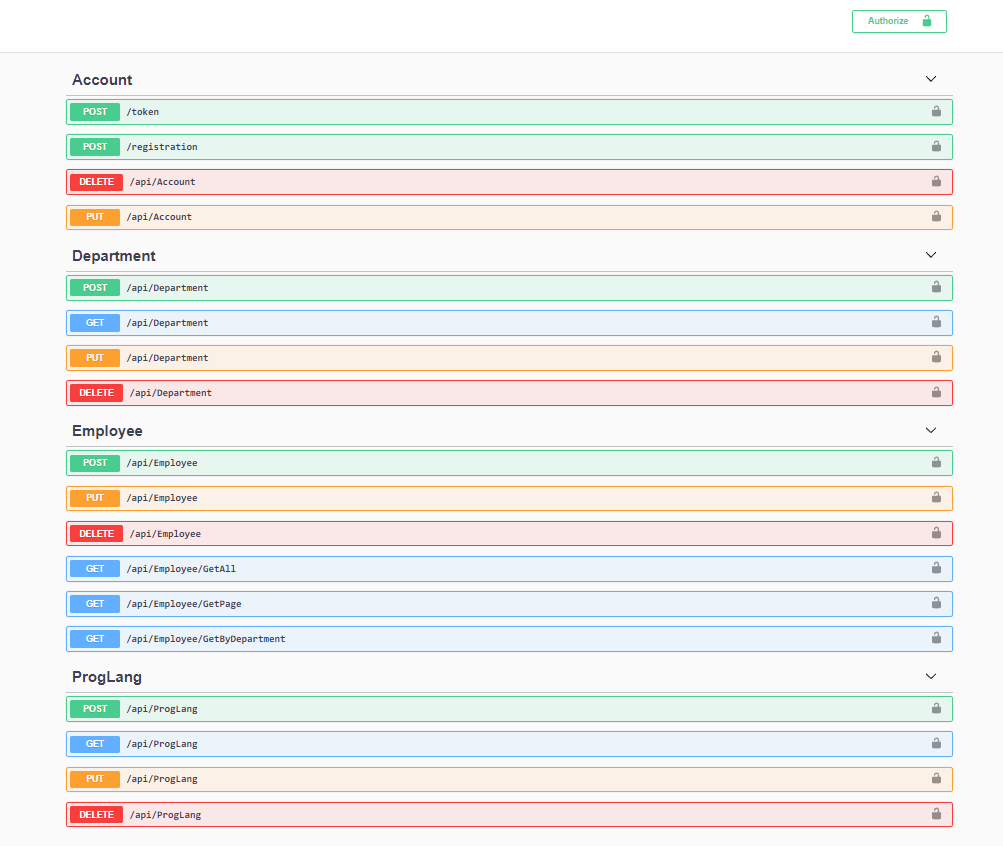 Authorize
Account
POST /token
POST /registration
DELETE /api/Account
PUT /api/Account
Department
POST /api/Department
GET /api/Department
PUT /api/Department
DELETE /api/Department
Employee
POST /api/Employee
PUT /api/Employee
DELETE /api/Employee
GET /api/Employee/GetAll
GET /api/Employee/GetPage
GET /api/Employee/GetByDepartment
ProgLang
POST /api/ProgLang
GET /api/ProgLang
PUT /api/ProgLang
DELETE /api/ProgLang